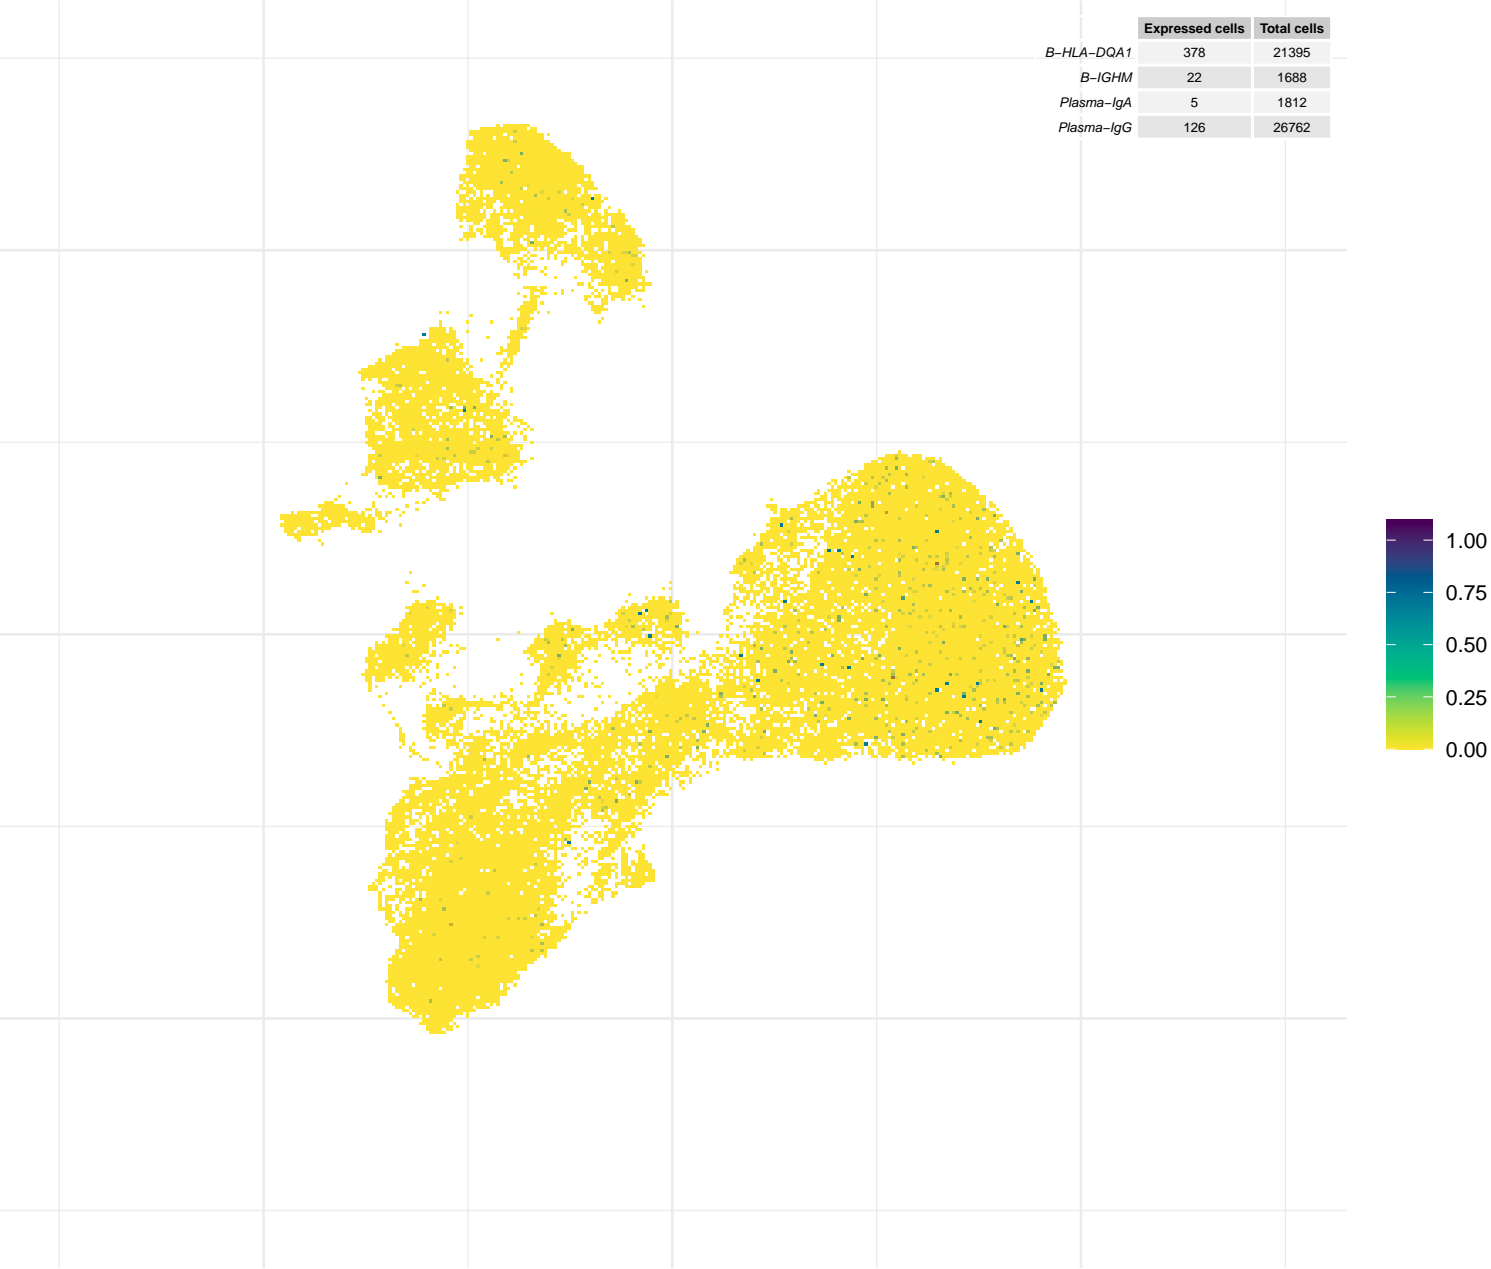 Expressed cells Total cells
B−HLA−DQA1 378 21395
B−IGHM 22 1688
Plasma−IgA 5 1812
Plasma−IgG 126 26762
1.00
0.75
0.50
0.25
0.00